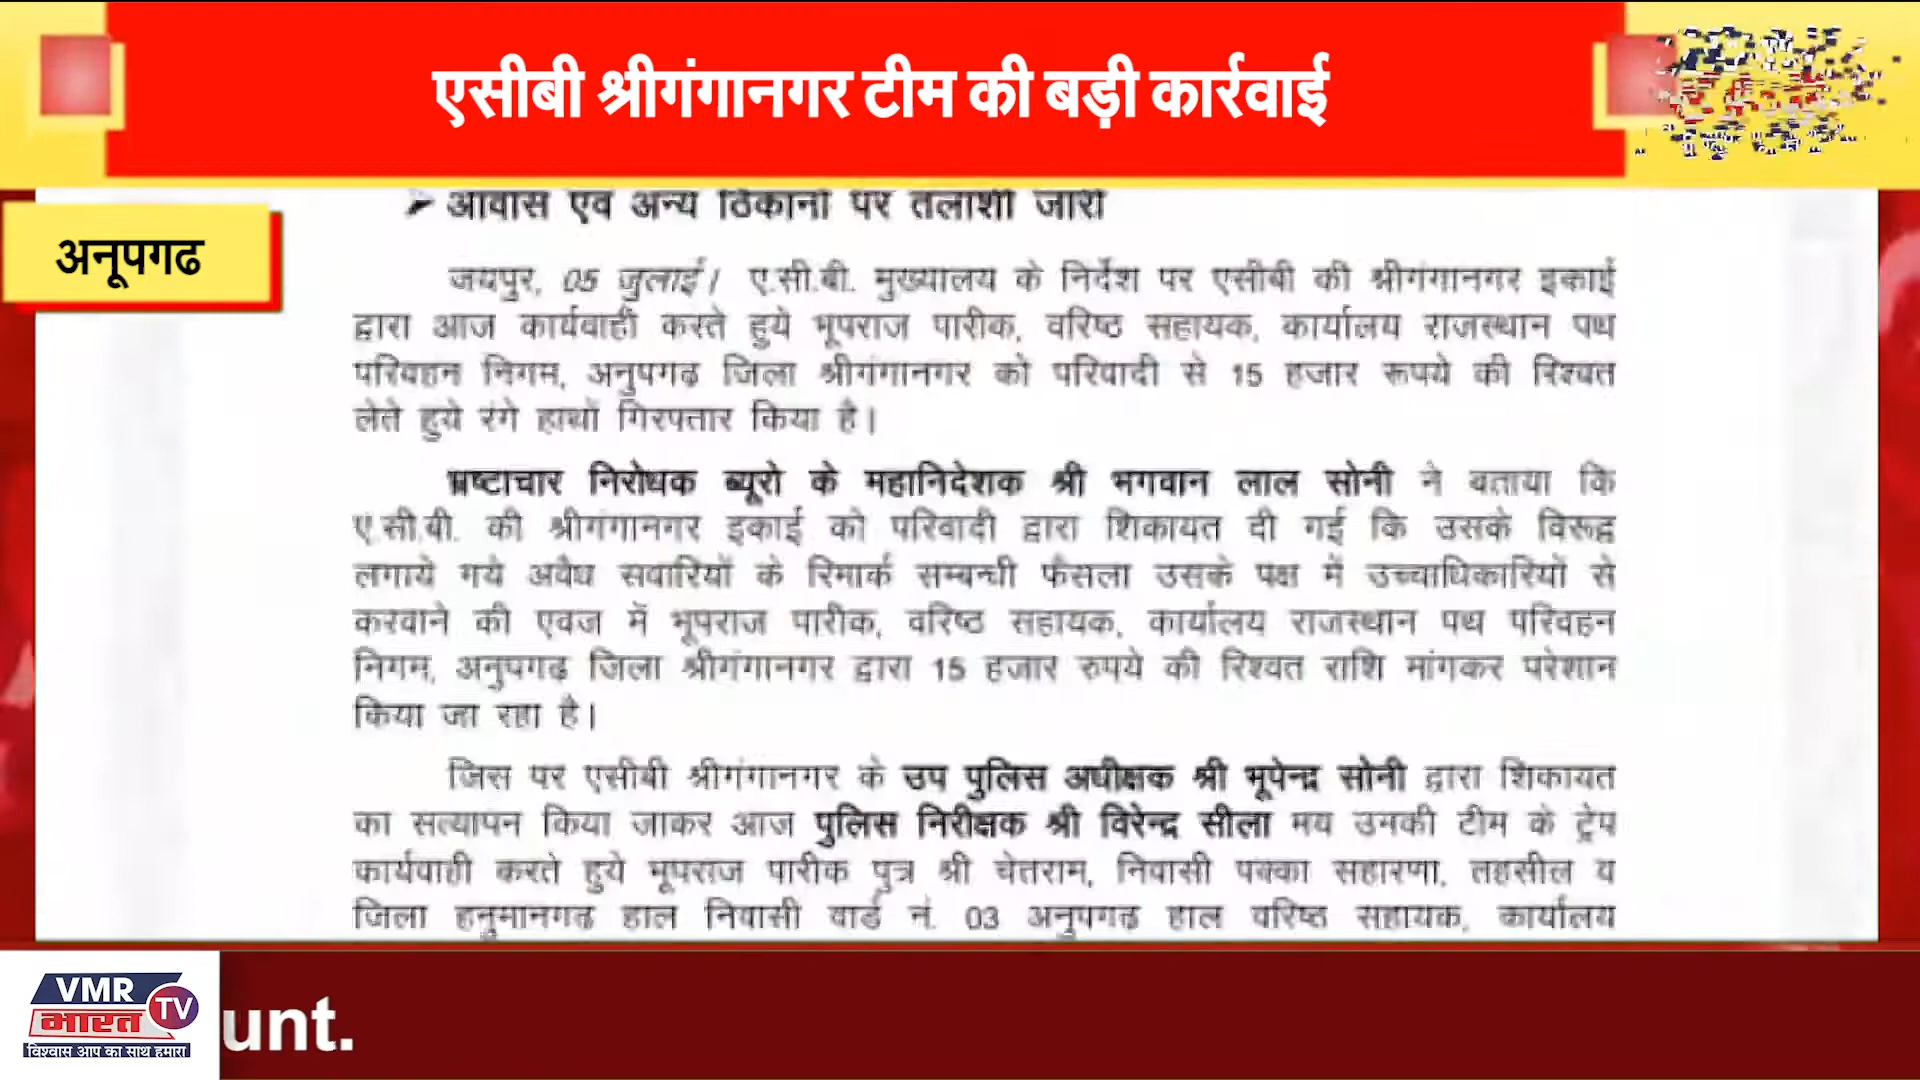 एसीबी श्रीगंगानगर टीम की बड़ी कार्रवाई
अनूपगढ
➤ आवास एवं अन्य ठिकानों पर तलाशी जारी
जयपुर, 05 जुलाई। ए.सी.बी. मुख्यालय के निर्देश पर एसीबी की श्रीगंगानगर इकाई
द्वारा आज कार्यवाही करते हुये भूपराज पारीक, वरिष्ठ सहायक, कार्यालय राजस्थान पथ
परिवहन निगम, अनुपगढ जिला श्रीगंगानगर को परिवादी से 15 हजार रूपये की रिश्वत
लेते हुये रंगे हाथों गिरफ्तार किया है।
भ्रष्टाचार निरोधक ब्यूरो के महानिदेशक श्री भगवान लाल सोनी ने बताया कि
ए.सी.बी. की श्रीगंगानगर इकाई को परिवादी द्वारा शिकायत दी गई कि उसके विरूद्व
लगाये गये अवैध सवारियों के रिमार्क सम्बन्धी फैसला उसके पक्ष में उच्चाधिकारियों से
करवाने की एवज में भूपराज पारीक, वरिष्ठ सहायक, कार्यालय राजस्थान पथ परिवहन
निगम, अनुपगढ जिला श्रीगंगानगर द्वारा 15 हजार रुपये की रिश्वत राशि मांगकर परेशान
किया जा रहा है।
जिस पर एसीबी श्रीगंगानगर के उप पुलिस अधीक्षक श्री भूपेन्द्र सोनी द्वारा शिकायत
का सत्यापन किया जाकर आज पुलिस निरीक्षक श्री विरेन्द्र सीला मय उनकी टीम के ट्रेप
कार्यवाही करते हुये भूपराज पारीक पुत्र श्री चेतराम, निवासी पक्का सहारणा, तहसील व
जिला हनुमानगढ हाल निवासी वार्ड नं. 03 अनुपगढ हाल वरिष्ठ सहायक, कार्यालय
VMR
भारत
TV
विश्वास आप का साथ हमारा
unt.